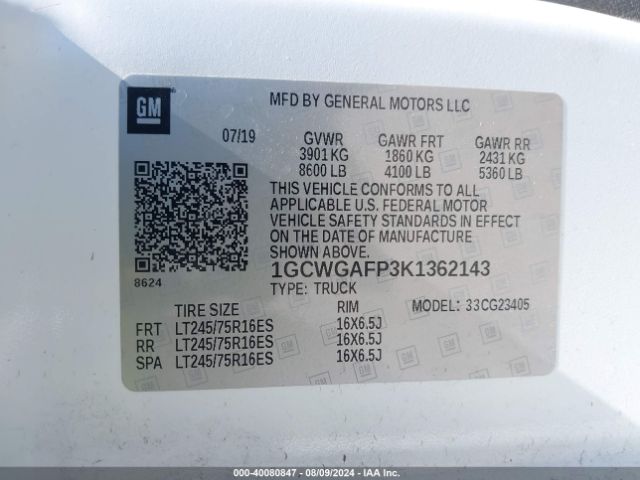 GM
MFD BY GENERAL MOTORS LLC
07/19 GVWR GAWR FRT GAWR RR
3901 KG 1860 KG 2431 KG
8600 LB 4100 LB 5360 LB
THIS VEHICLE CONFORMS TO ALL
APPLICABLE U.S. FEDERAL MOTOR
VEHICLE SAFETY STANDARDS IN EFFECT
ON THE DATE OF MANUFACTURE
SHOWN ABOVE.
8624
1GCWGAFP3K1362143
TYPE: TRUCK
TIRE SIZE RIM MODEL: 33CG23405
FRT LT245/75R16ES 16X6.5J
RR LT245/75R16ES 16X6.5J
SPA LT245/75R16ES 16X6.5J
000-40080847 - 08/09/2024 - IAAI.COM